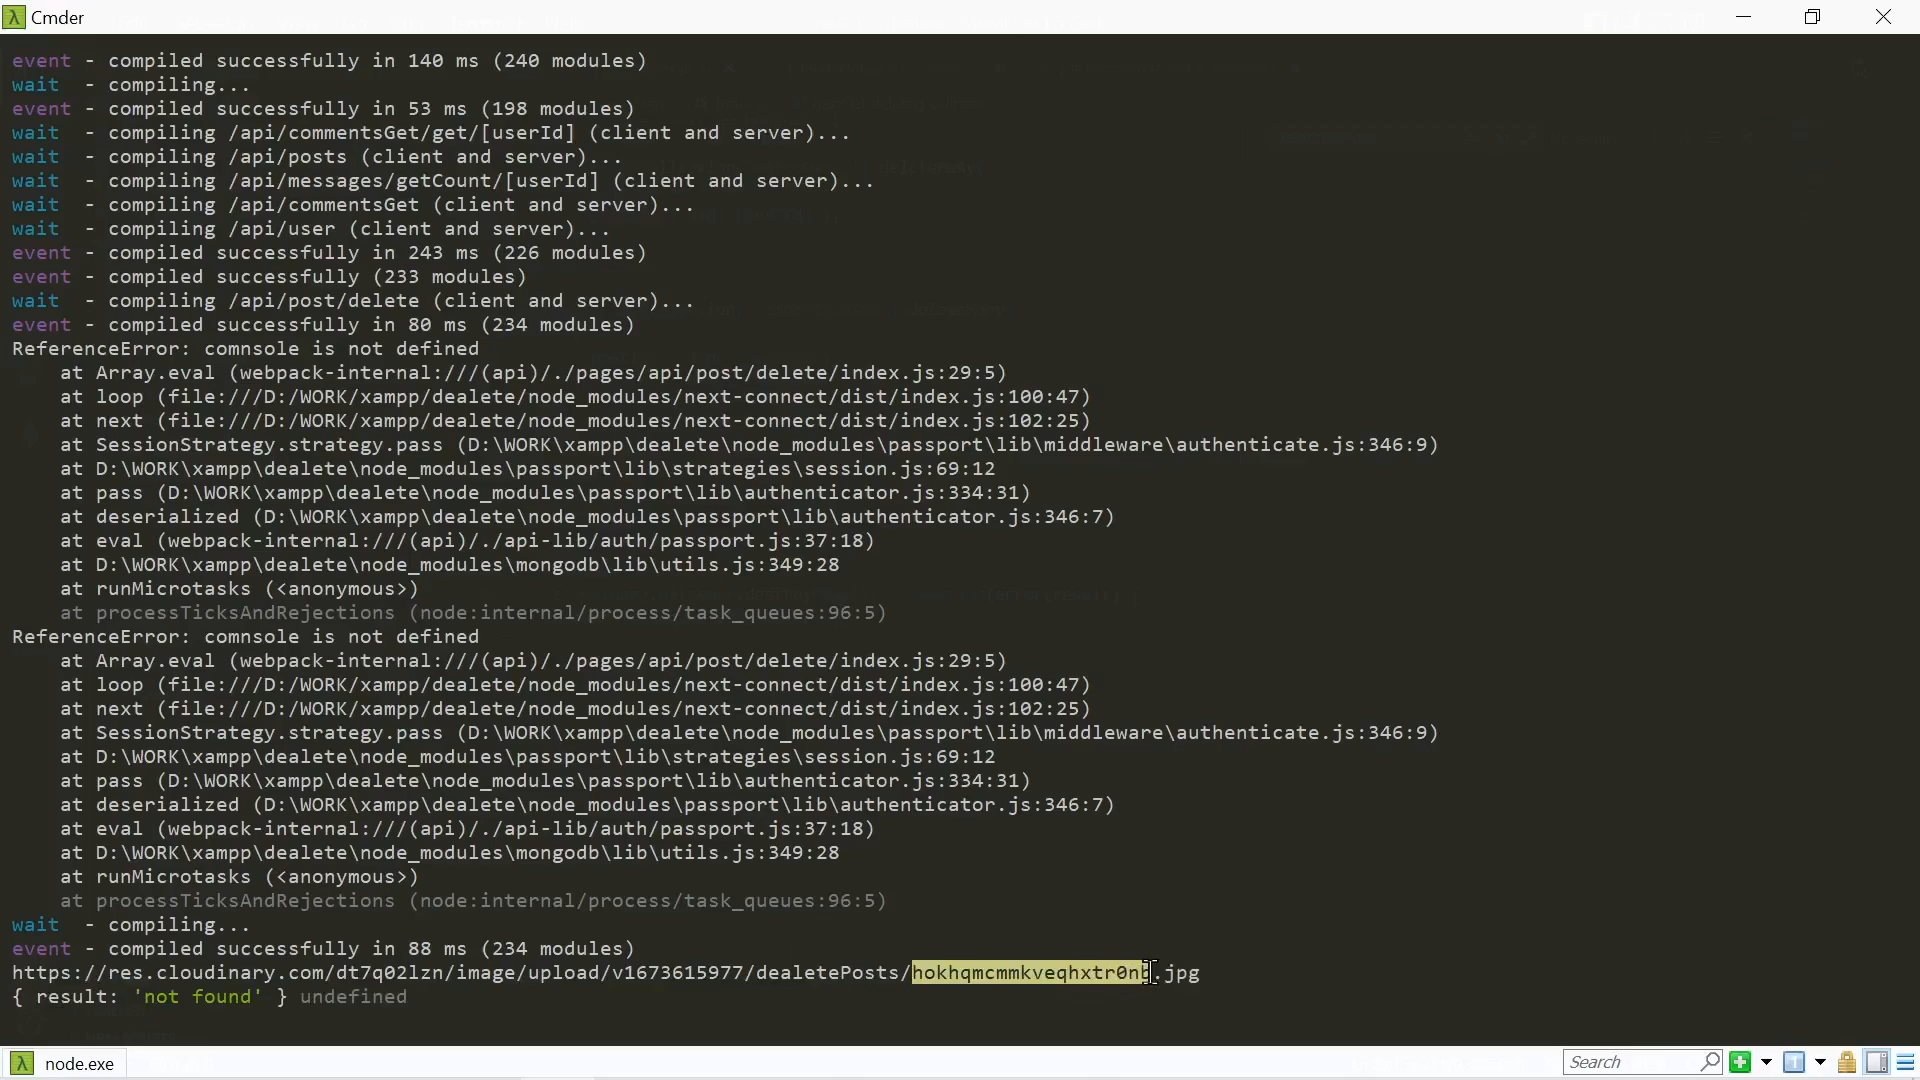 Cmder
event - compiled successfully in 140 ms (240 modules)
wait  - compiling...
event - compiled successfully in 53 ms (198 modules)
wait  - compiling /api/commentsGet/get/[userId] (client and server)...
wait  - compiling /api/posts (client and server)...
wait  - compiling /api/messages/getCount/[userId] (client and server)...
wait  - compiling /api/commentsGet (client and server)...
wait  - compiling /api/user (client and server)...
event - compiled successfully in 243 ms (226 modules)
event - compiled successfully (233 modules)
wait  - compiling /api/post/delete (client and server)...
event - compiled successfully in 80 ms (234 modules)
ReferenceError: comnsole is not defined
    at Array.eval (webpack-internal:///(api)/./pages/api/post/delete/index.js:29:5)
    at loop (file:///D:/WORK/xampp/dealete/node_modules/next-connect/dist/index.js:100:47)
    at next (file:///D:/WORK/xampp/dealete/node_modules/next-connect/dist/index.js:102:25)
    at SessionStrategy.strategy.pass (D:\WORK\xampp\dealete\node_modules\passport\lib\middleware\authenticate.js:346:9)
    at D:\WORK\xampp\dealete\node_modules\passport\lib\strategies\session.js:69:12
    at pass (D:\WORK\xampp\dealete\node_modules\passport\lib\authenticator.js:334:31)
    at deserialized (D:\WORK\xampp\dealete\node_modules\passport\lib\authenticator.js:346:7)
    at eval (webpack-internal:///(api)/./api-lib/auth/passport.js:37:18)
    at D:\WORK\xampp\dealete\node_modules\mongodb\lib\utils.js:349:28
    at runMicrotasks (<anonymous>)
    at processTicksAndRejections (node:internal/process/task_queues:96:5)
ReferenceError: comnsole is not defined
    at Array.eval (webpack-internal:///(api)/./pages/api/post/delete/index.js:29:5)
    at loop (file:///D:/WORK/xampp/dealete/node_modules/next-connect/dist/index.js:100:47)
    at next (file:///D:/WORK/xampp/dealete/node_modules/next-connect/dist/index.js:102:25)
    at SessionStrategy.strategy.pass (D:\WORK\xampp\dealete\node_modules\passport\lib\middleware\authenticate.js:346:9)
    at D:\WORK\xampp\dealete\node_modules\passport\lib\strategies\session.js:69:12
    at pass (D:\WORK\xampp\dealete\node_modules\passport\lib\authenticator.js:334:31)
    at deserialized (D:\WORK\xampp\dealete\node_modules\passport\lib\authenticator.js:346:7)
    at eval (webpack-internal:///(api)/./api-lib/auth/passport.js:37:18)
    at D:\WORK\xampp\dealete\node_modules\mongodb\lib\utils.js:349:28
    at runMicrotasks (<anonymous>)
    at processTicksAndRejections (node:internal/process/task_queues:96:5)
wait  - compiling...
event - compiled successfully in 88 ms (234 modules)
https://res.cloudinary.com/dt7q02lzn/image/upload/v1673615977/dealetePosts/hokhqmcmmkveqhxtr0nb.jpg
{ result: 'not found' } undefined
node.exe
Search